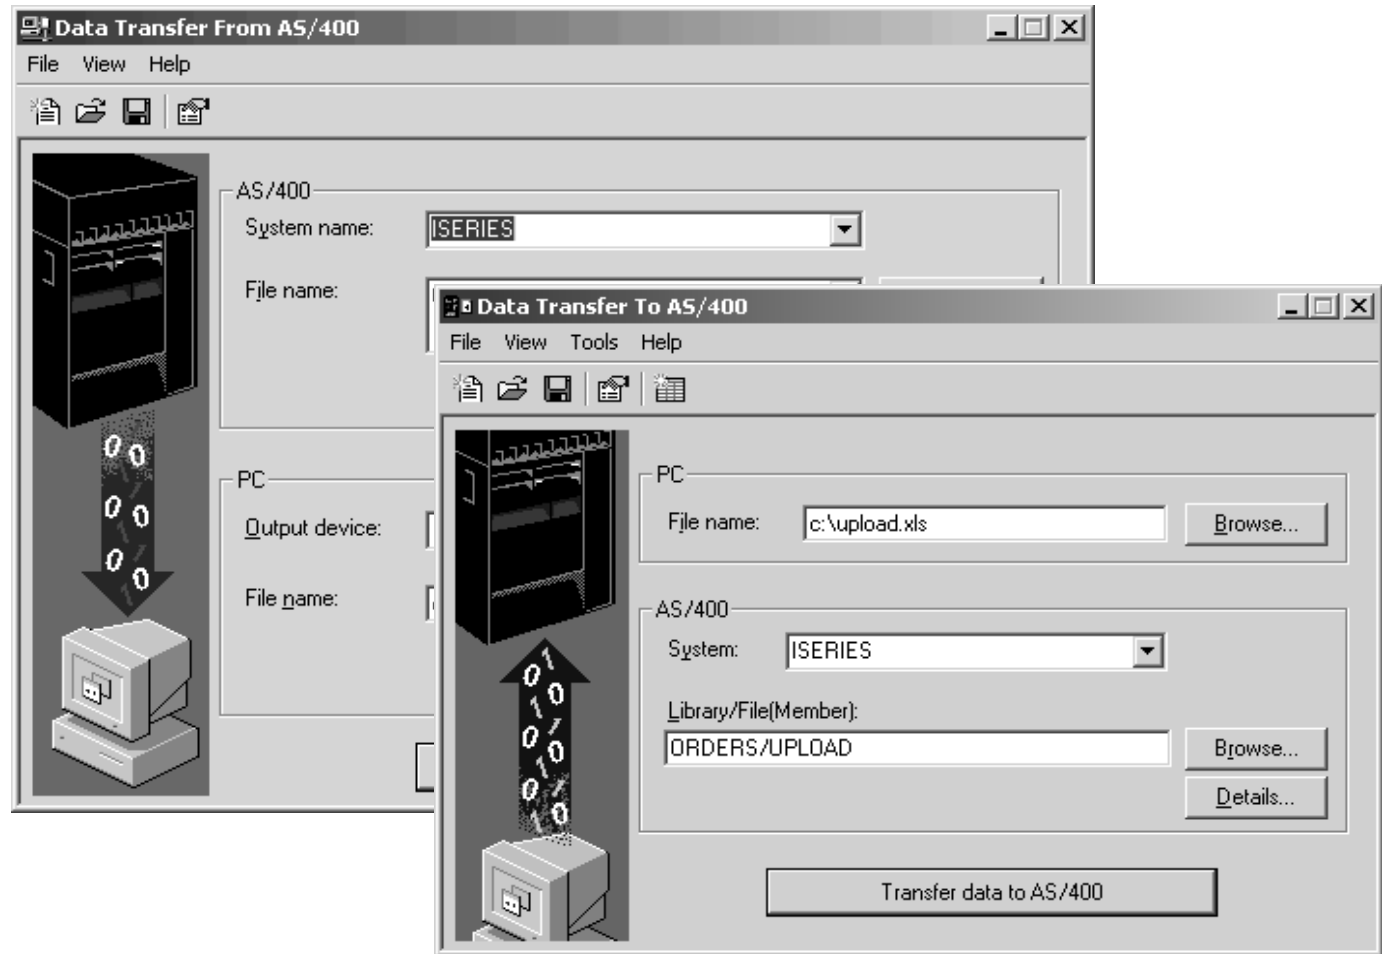 Data Transfer From AS/400
File View Help
AS/400
System name: ISERIES
File name:
PC
Output device:
File name:
Data Transfer To AS/400
File View Tools Help
PC
File name: c:\upload.xls Browse...
AS/400
System: ISERIES
Library/File(Member):
ORDERS/UPLOAD Browse...
Details...
Transfer data to AS/400